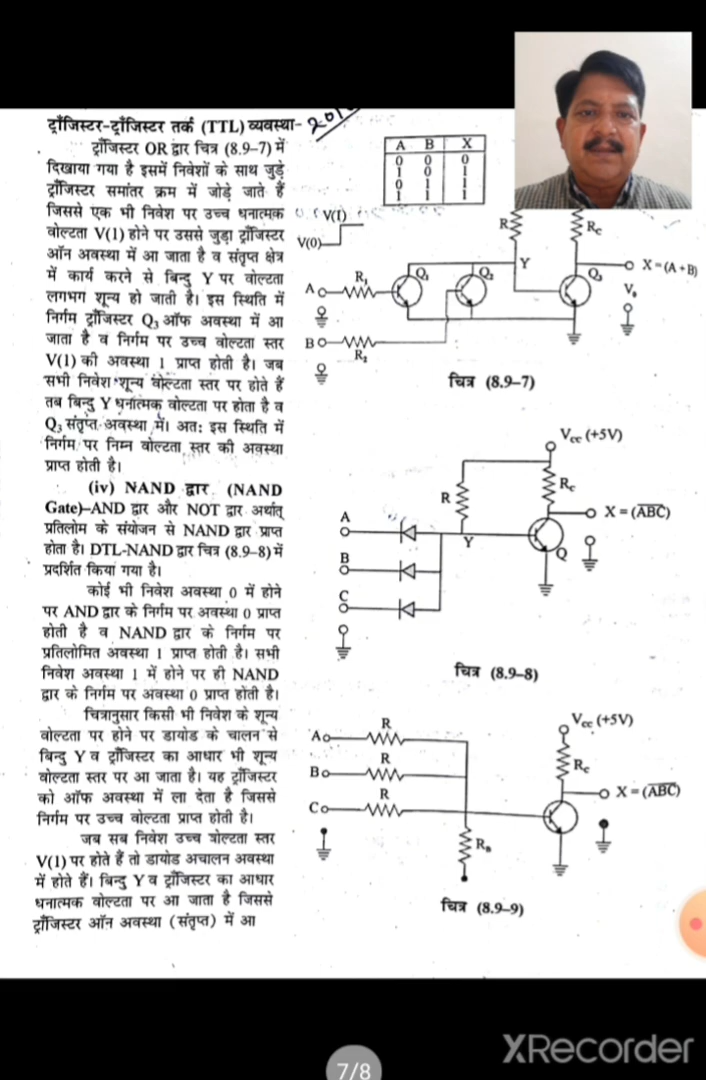 ट्राँजिस्टर-ट्राँजिस्टर तर्क (TTL) व्यवस्था-
ट्राँजिस्टर OR द्वार चित्र (8.9–7) में
दिखाया गया है इसमें निवेशों के साथ जुड़े
ट्राँजिस्टर समांतर क्रम में जोड़े जाते हैं
जिससे एक भी निवेश पर उच्च धनात्मक
वोल्टता V(1) होने पर उससे जुड़ा ट्राँजिस्टर
ऑन अवस्था में आ जाता है व संतृप्त क्षेत्र
में कार्य करने से बिन्दु Y पर वोल्टता
लगभग शून्य हो जाती है। इस स्थिति में
निर्गम ट्राँजिस्टर Q₃ ऑफ अवस्था में आ
जाता है व निर्गम पर उच्च वोल्टता स्तर
V(1) की अवस्था 1 प्राप्त होती है। जब
सभी निवेश शून्य वोल्टता स्तर पर होते हैं
तब बिन्दु Y धनात्मक वोल्टता पर होता है व
Q₃ संतृप्त अवस्था में। अतः इस स्थिति में
निर्गम पर निम्न वोल्टता स्तर की अवस्था
प्राप्त होती है।
(iv) NAND द्वार (NAND
Gate)–AND द्वार और NOT द्वार अर्थात्
प्रतिलोम के संयोजन से NAND द्वार प्राप्त
होता है। DTL-NAND द्वार चित्र (8.9–8) में
प्रदर्शित किया गया है।
कोई भी निवेश अवस्था 0 में होने
पर AND द्वार के निर्गम पर अवस्था 0 प्राप्त
होती है व NAND द्वार के निर्गम पर
प्रतिलोमित अवस्था 1 प्राप्त होती है। सभी
निवेश अवस्था 1 में होने पर ही NAND
द्वार के निर्गम पर अवस्था 0 प्राप्त होती है।
चित्रानुसार किसी भी निवेश के शून्य
वोल्टता पर होने पर डायोड के चालन से
बिन्दु Y व ट्राँजिस्टर का आधार भी शून्य
वोल्टता स्तर पर आ जाता है। यह ट्राँजिस्टर
को ऑफ अवस्था में ला देता है जिससे
निर्गम पर उच्च वोल्टता प्राप्त होती है।
जब सब निवेश उच्च वोल्टता स्तर
V(1) पर होते हैं तो डायोड अचालन अवस्था
में होते हैं। बिन्दु Y व ट्राँजिस्टर का आधार
धनात्मक वोल्टता पर आ जाता है जिससे
ट्राँजिस्टर ऑन अवस्था (संतृप्त) में आ
A B X
0 0 0
1 0 1
0 1 1
1 1 1
V(1)
V(0)
R Rc
Y
A R₁ Q₁ Q₂ Q₃ X = (A + B)
V₀
B R₂
चित्र (8.9–7)
Vcc (+5V)
R Rc
A X = (A̅B̅C̅)
Y Q
B
C
चित्र (8.9–8)
Vcc (+5V)
A R
Rc
B R
X = (A̅B̅C̅)
C R
चित्र (8.9–9)
7/8
XRecorder